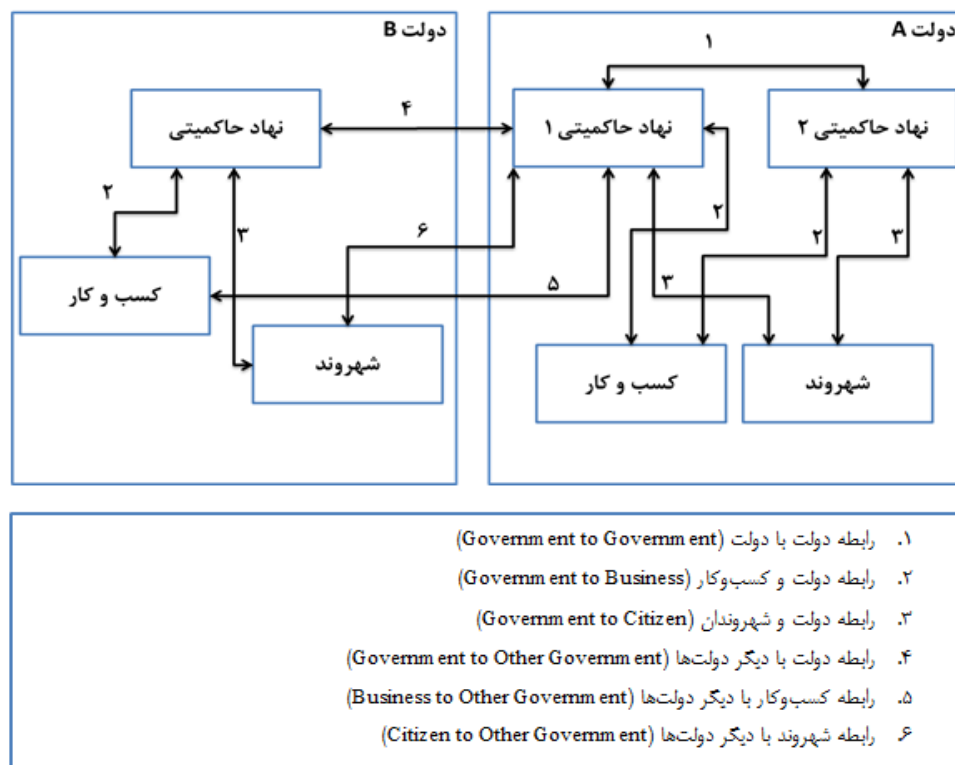 دولت A
دولت B
۱
نهاد حاکمیتی ۲
نهاد حاکمیتی ۱
۴
نهاد حاکمیتی
۳
۲
۲
۳
۶
۳
۲
۵
کسب و کار
شهروند
کسب و کار
شهروند
۱. رابطه دولت با دولت (Government to Government)
۲. رابطه دولت و کسب‌وکار (Government to Business)
۳. رابطه دولت و شهروندان (Government to Citizen)
۴. رابطه دولت با دیگر دولت‌ها (Government to Other Government)
۵. رابطه کسب‌وکار با دیگر دولت‌ها (Business to Other Government)
۶. رابطه شهروند با دیگر دولت‌ها (Citizen to Other Government)